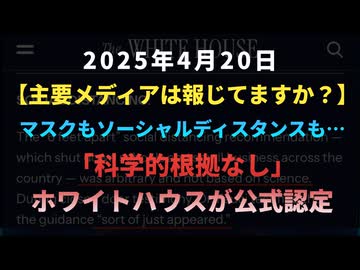 THE WHITE HOUSE
2025年4月20日
【主要メディアは報じてますか？】
マスクもソーシャルディスタンスも…
The "6 feet apart" social distancing recommendation —
which shut down
across the
「科学的根拠なし」
country — was arbitrary and not based on science.
ホワイトハウスが公式認定
the guidance "sort of just appeared."